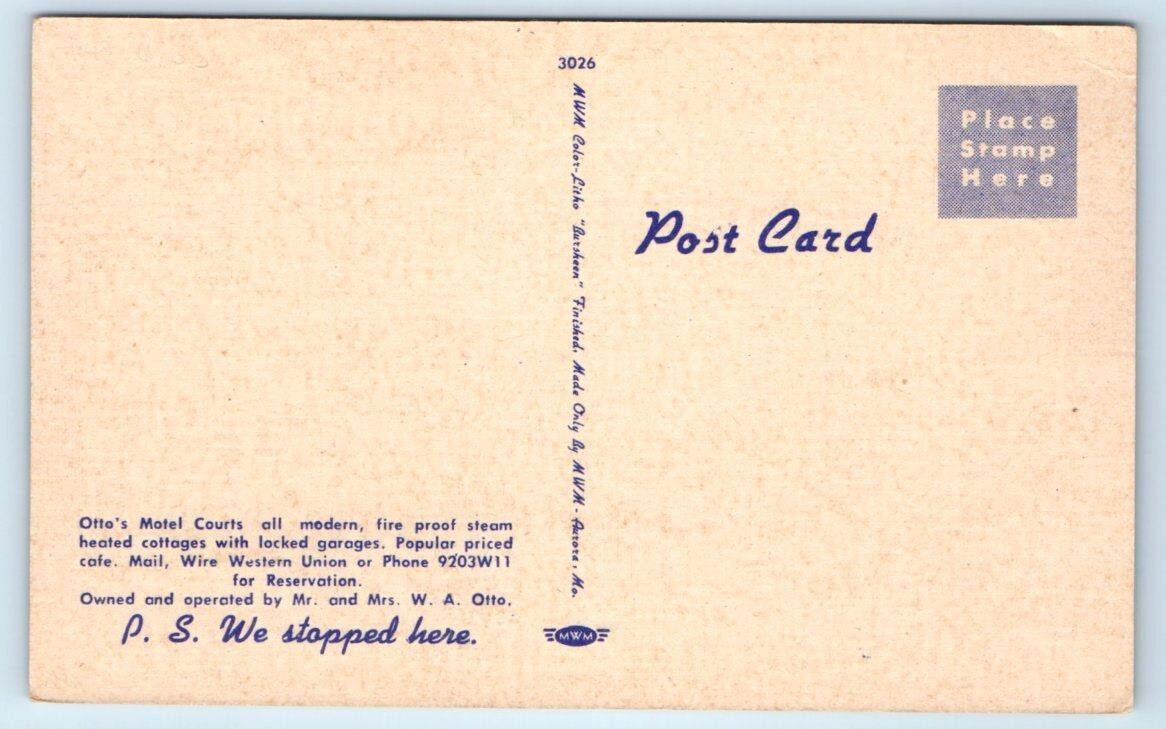 3026
MWM Color-Litho "Bursheen" Finished. Made Only By MWM - Aurora, Mo.
Place
Stamp
Here
Post Card
Otto's Motel Courts all modern, fire proof steam
heated cottages with locked garages. Popular priced
cafe. Mail, Wire Western Union or Phone 9203W11
for Reservation.
Owned and operated by Mr. and Mrs. W. A. Otto.
P. S. We stopped here.
MWM